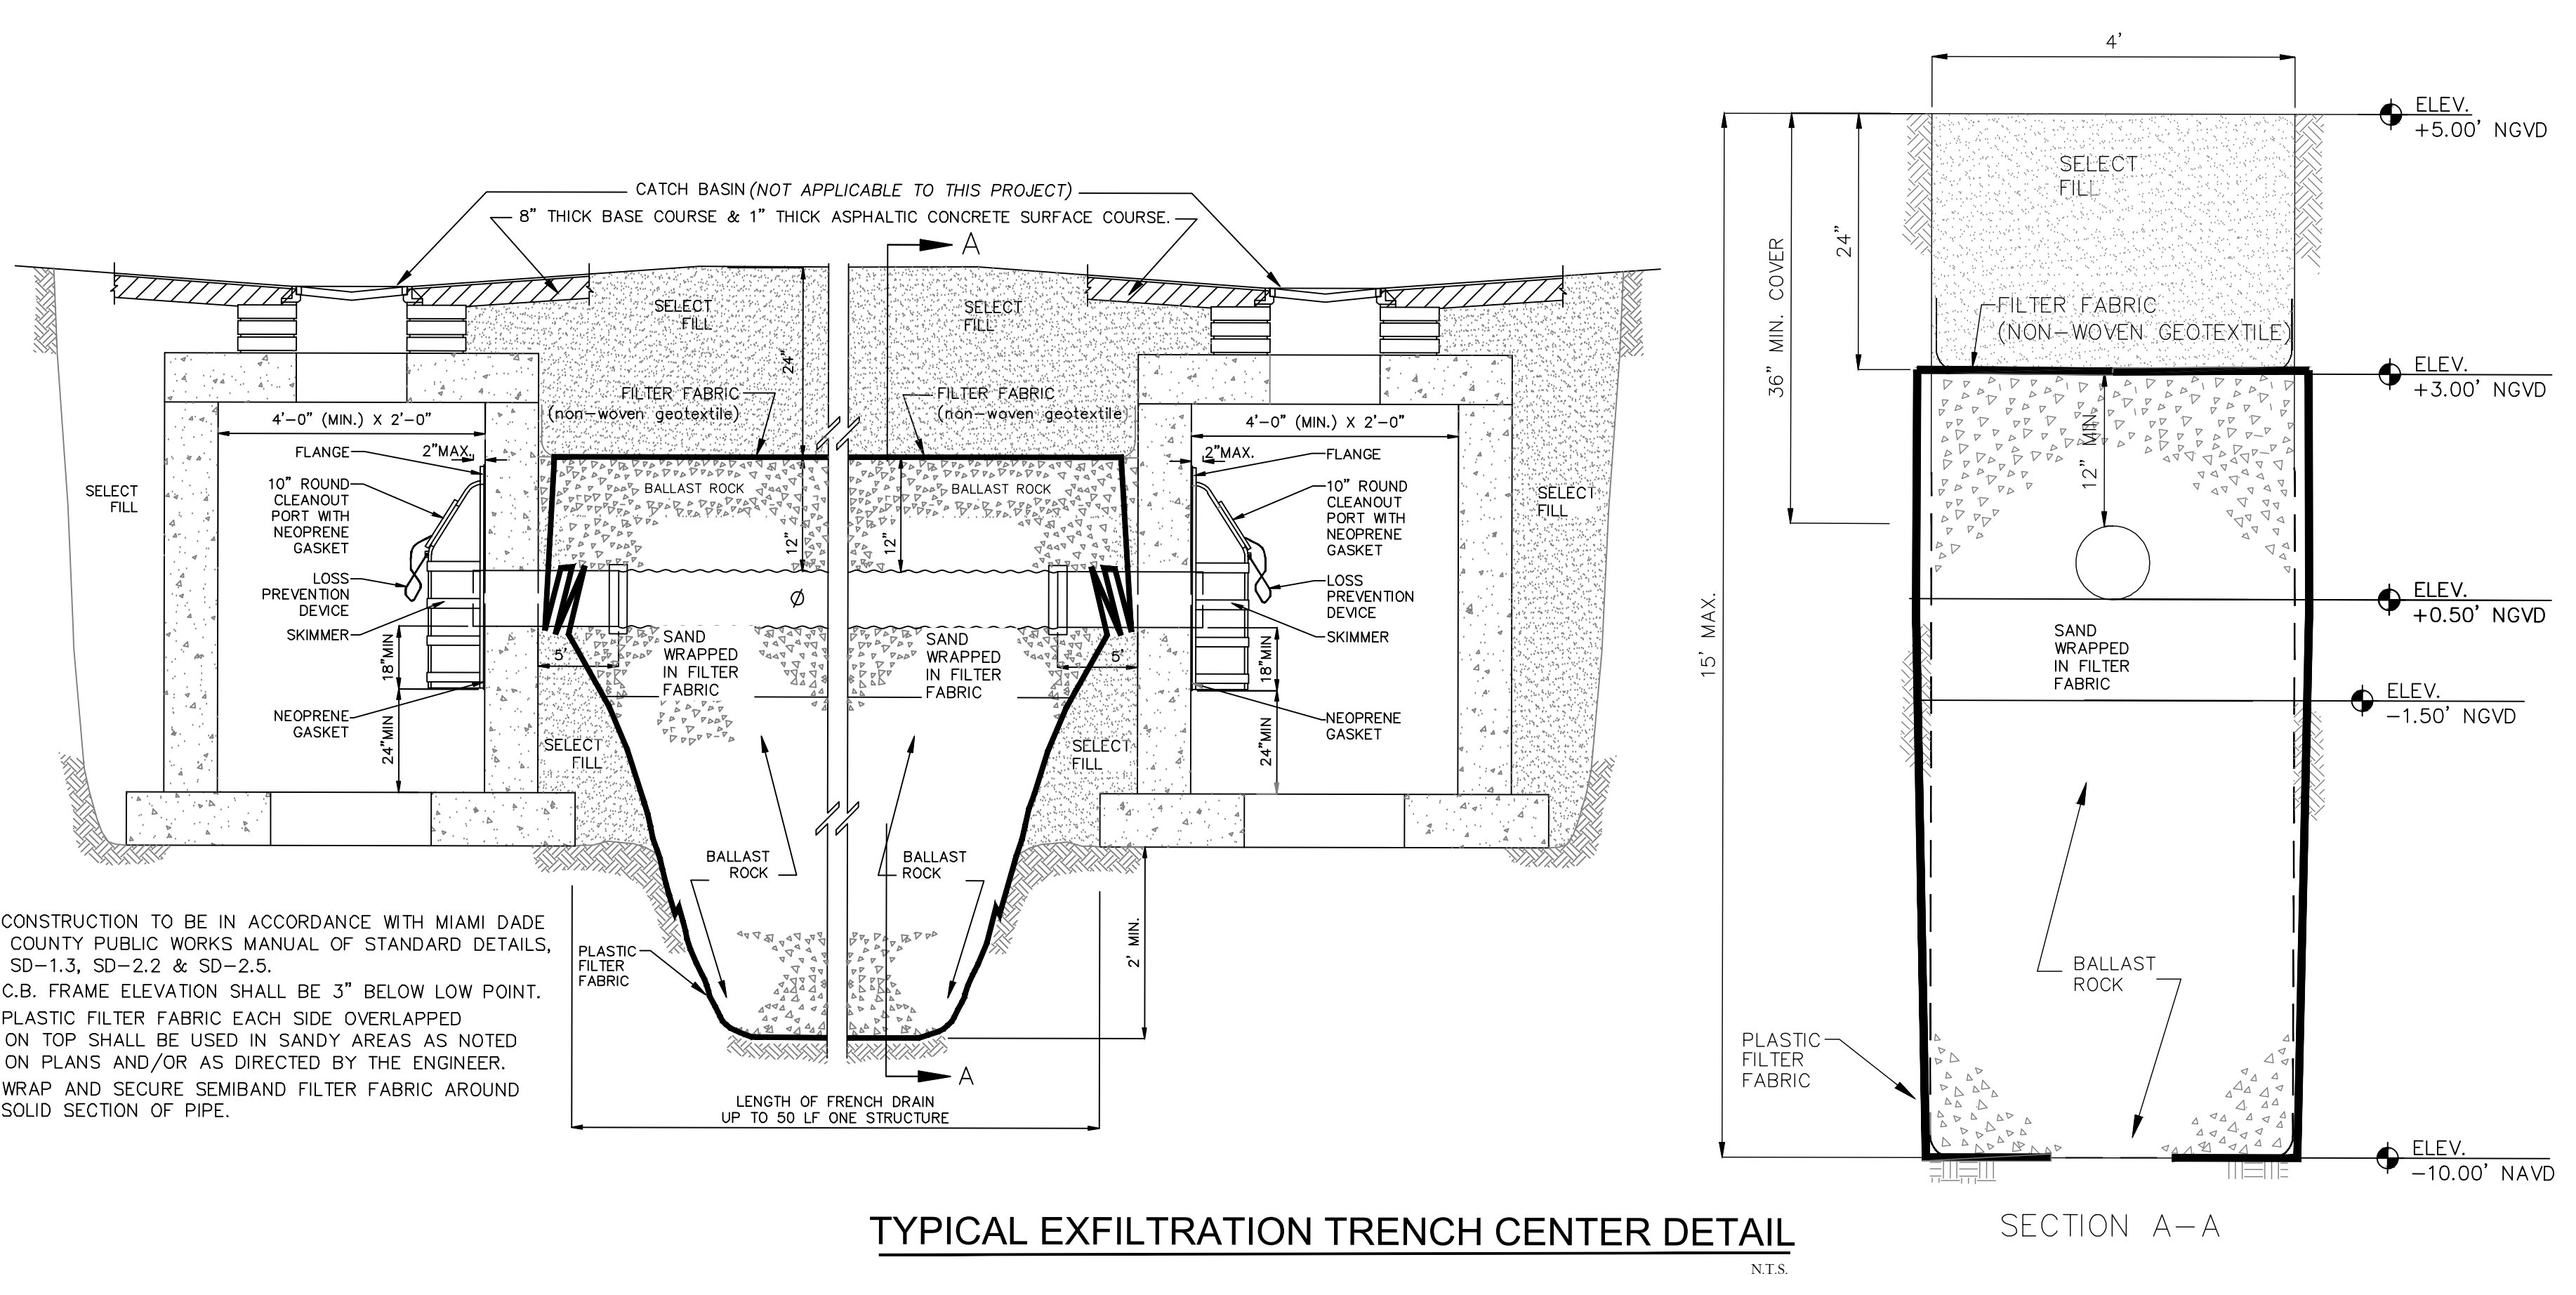 CATCH BASIN (NOT APPLICABLE TO THIS PROJECT)
8” THICK BASE COURSE & 1” THICK ASPHALTIC CONCRETE SURFACE COURSE.
A
SELECT
FILL
SELECT
FILL
24”
FILTER FABRIC
(non-woven geotextile)
FILTER FABRIC
(non-woven geotextile)
4’-0” (MIN.) X 2’-0”
2”MAX.
FLANGE
10” ROUND
CLEANOUT
PORT WITH
NEOPRENE
GASKET
LOSS
PREVENTION
DEVICE
SKIMMER
NEOPRENE
GASKET
SELECT
FILL
18”MIN
24”MIN
BALLAST ROCK
BALLAST ROCK
12”
12”
Ø
SAND
WRAPPED
IN FILTER
FABRIC
SAND
WRAPPED
IN FILTER
FABRIC
5’
5’
SELECT
FILL
SELECT
FILL
BALLAST
ROCK
BALLAST
ROCK
PLASTIC
FILTER
FABRIC
4’-0” (MIN.) X 2’-0”
2”MAX.
FLANGE
10” ROUND
CLEANOUT
PORT WITH
NEOPRENE
GASKET
LOSS
PREVENTION
DEVICE
SKIMMER
NEOPRENE
GASKET
SELECT
FILL
18”MIN
24”MIN
2’ MIN.
A
LENGTH OF FRENCH DRAIN
UP TO 50 LF ONE STRUCTURE
CONSTRUCTION TO BE IN ACCORDANCE WITH MIAMI DADE
COUNTY PUBLIC WORKS MANUAL OF STANDARD DETAILS,
SD-1.3, SD-2.2 & SD-2.5.
C.B. FRAME ELEVATION SHALL BE 3” BELOW LOW POINT.
PLASTIC FILTER FABRIC EACH SIDE OVERLAPPED
ON TOP SHALL BE USED IN SANDY AREAS AS NOTED
ON PLANS AND/OR AS DIRECTED BY THE ENGINEER.
WRAP AND SECURE SEMIBAND FILTER FABRIC AROUND
SOLID SECTION OF PIPE.
4’
ELEV.
+5.00’ NGVD
SELECT
FILL
24”
36” MIN. COVER
15’ MAX.
FILTER FABRIC
(NON-WOVEN GEOTEXTILE)
ELEV.
+3.00’ NGVD
12” MIN
ELEV.
+0.50’ NGVD
SAND
WRAPPED
IN FILTER
FABRIC
ELEV.
-1.50’ NGVD
BALLAST
ROCK
PLASTIC
FILTER
FABRIC
ELEV.
-10.00’ NAVD
SECTION A-A
TYPICAL EXFILTRATION TRENCH CENTER DETAIL
N.T.S.